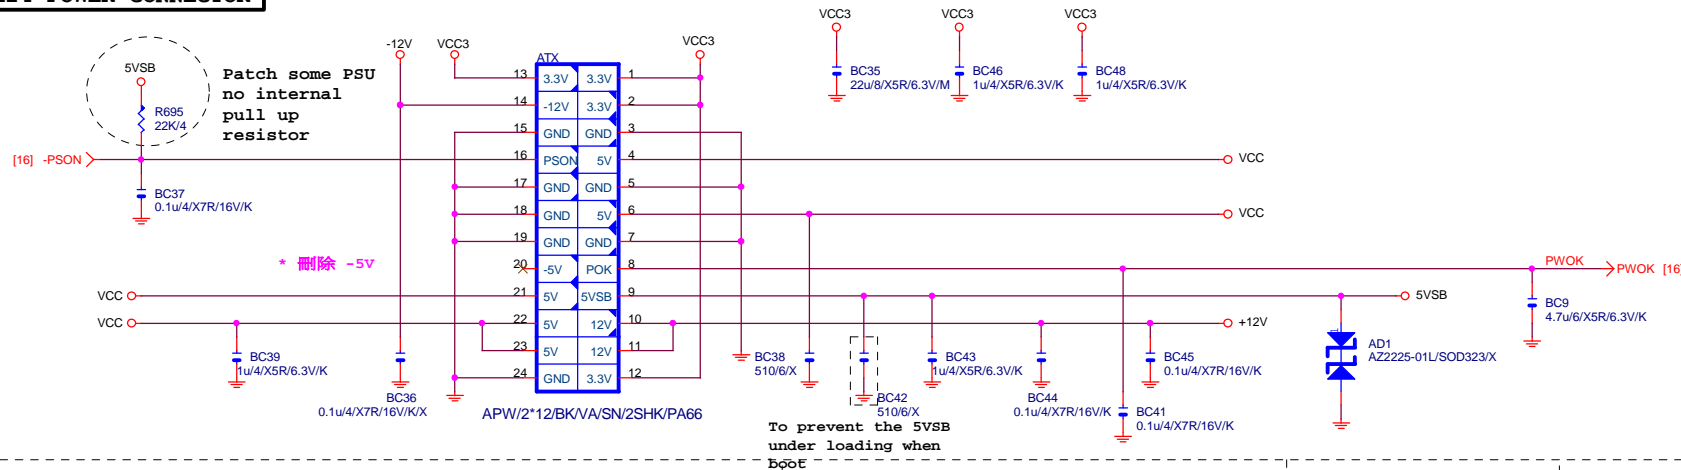 5VSB
R695
22K/4
Patch some PSU
no internal
pull up
resistor
[16] -PSON
BC37
0.1u/4/X7R/16V/K
* 刪除 -5V
VCC
VCC
BC39
1u/4/X5R/6.3V/K
-12V
VCC3
BC36
0.1u/4/X7R/16V/K/X
ATX
VCC3
13 3.3V 3.3V 1
14 -12V 3.3V 2
15 GND GND 3
16 PSON 5V 4
17 GND GND 5
18 GND 5V 6
19 GND GND 7
20 -5V POK 8
21 5V 5VSB 9
22 5V 12V 10
23 5V 12V 11
24 GND 3.3V 12
APW/2*12/BK/VA/SN/2SHK/PA66
VCC3
BC35
22u/8/X5R/6.3V/M
VCC3
BC46
1u/4/X5R/6.3V/K
VCC3
BC48
1u/4/X5R/6.3V/K
VCC
VCC
PWOK
PWOK [16]
5VSB
+12V
BC38
510/6/X
BC42
510/6/X
To prevent the 5VSB
under loading when
boot
BC43
1u/4/X5R/6.3V/K
BC44
0.1u/4/X7R/16V/K
BC41
0.1u/4/X7R/16V/K
BC45
0.1u/4/X7R/16V/K
AD1
AZ2225-01L/SOD323/X
BC9
4.7u/6/X5R/6.3V/K